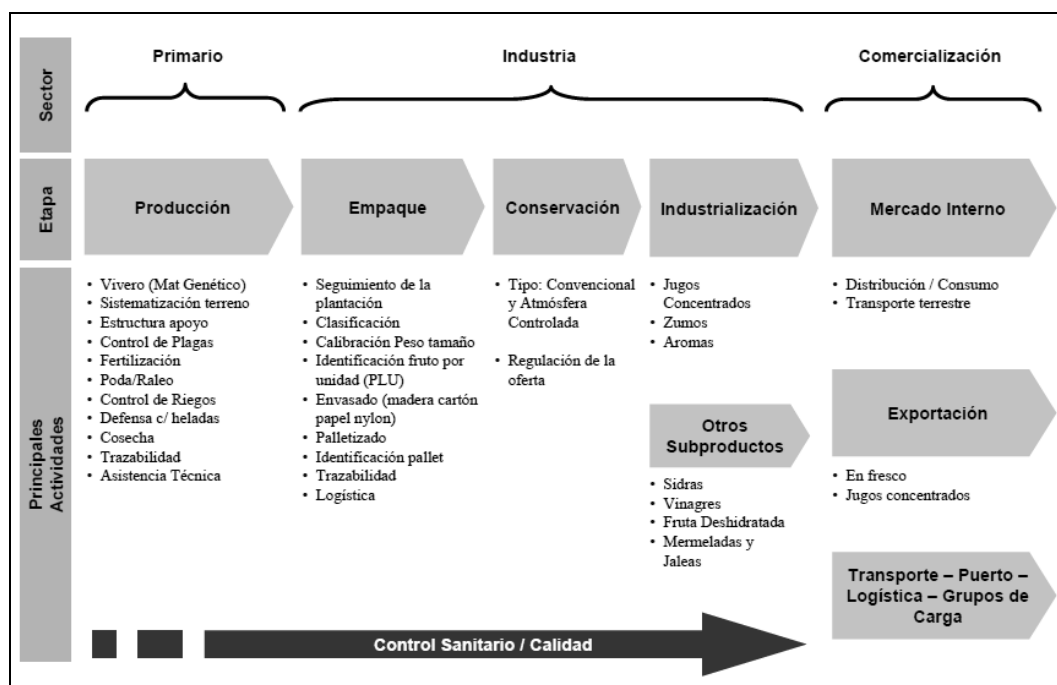 Sector
Primario
Industria
Comercialización
Etapa
Producción
Empaque
Conservación
Industrialización
Mercado Interno
Principales
Actividades
• Vivero (Mat Genético)
• Sistematización terreno
• Estructura apoyo
• Control de Plagas
• Fertilización
• Poda/Raleo
• Control de Riegos
• Defensa c/ heladas
• Cosecha
• Trazabilidad
• Asistencia Técnica
• Seguimiento de la
plantación
• Clasificación
• Calibración Peso tamaño
• Identificación fruto por
unidad (PLU)
• Envasado (madera cartón
papel nylon)
• Palletizado
• Identificación pallet
• Trazabilidad
• Logística
• Tipo: Convencional
y Atmósfera
Controlada
• Regulación de la
oferta
• Jugos
Concentrados
• Zumos
• Aromas
Otros
Subproductos
• Sidras
• Vinagres
• Fruta Deshidratada
• Mermeladas y
Jaleas
• Distribución / Consumo
• Transporte terrestre
Exportación
• En fresco
• Jugos concentrados
Transporte – Puerto –
Logística – Grupos de
Carga
Control Sanitario / Calidad